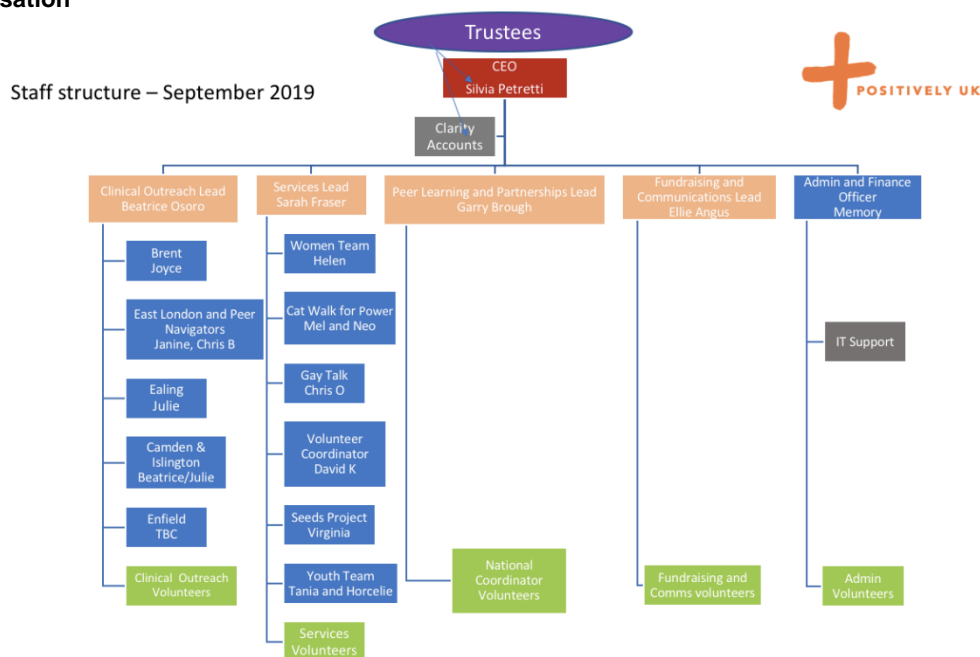 sation
Trustees
CEO
Silvia Petretti
Staff structure – September 2019
POSITIVELY UK
Clarity
Accounts
Clinical Outreach Lead
Beatrice Osoro
Services Lead
Sarah Fraser
Peer Learning and Partnerships Lead
Garry Brough
Fundraising and
Communications Lead
Ellie Angus
Admin and Finance
Officer
Memory
Brent
Joyce
East London and Peer
Navigators
Janine, Chris B
Ealing
Julie
Camden &
Islington
Beatrice/Julie
Enfield
TBC
Clinical Outreach
Volunteers
Women Team
Helen
Cat Walk for Power
Mel and Neo
Gay Talk
Chris O
Volunteer
Coordinator
David K
Seeds Project
Virginia
Youth Team
Tania and Horcelie
Services
Volunteers
National
Coordinator
Volunteers
Fundraising and
Comms volunteers
IT Support
Admin
Volunteers